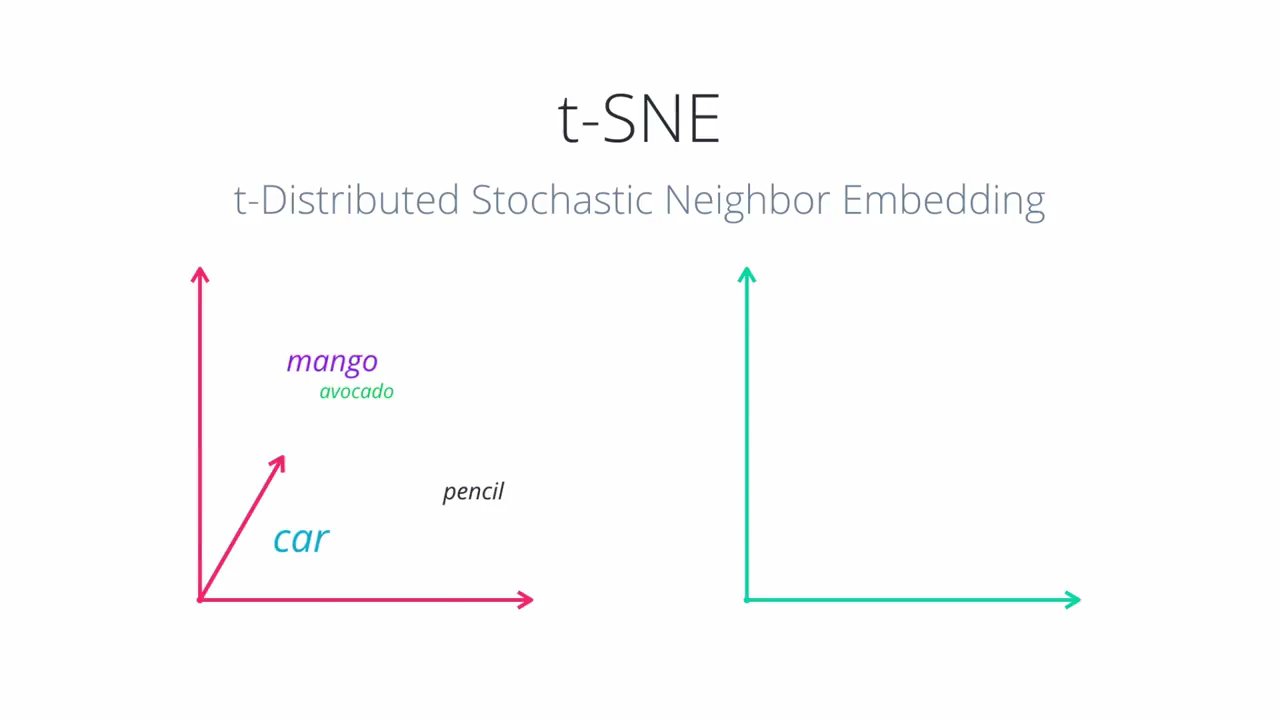 t-SNE
t-Distributed Stochastic Neighbor Embedding
mango
avocado
pencil
car